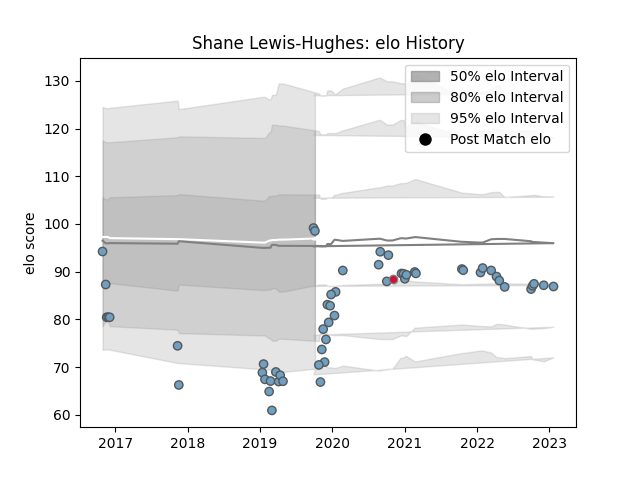 Shane Lewis-Hughes: elo History
50% elo Interval
80% elo Interval
95% elo Interval
Post Match elo
elo score
130
120
110
100
90
80
70
60
2017 2018 2019 2020 2021 2022 2023